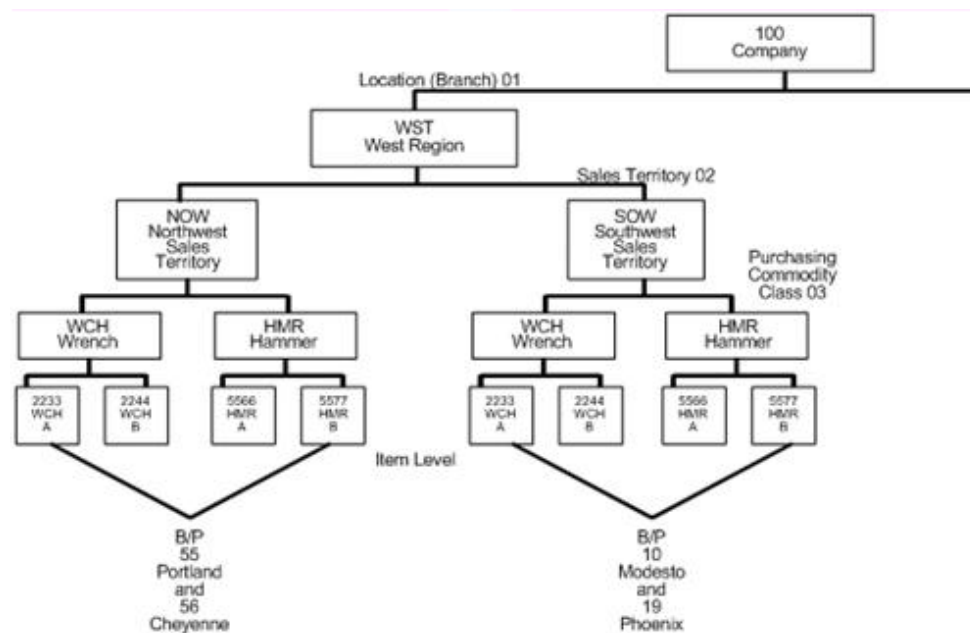 100
Company
Location (Branch) 01
WST
West Region
Sales Territory 02
NOW
Northwest
Sales
Territory
SOW
Southwest
Sales
Territory
Purchasing
Commodity
Class 03
WCH
Wrench
HMR
Hammer
WCH
Wrench
HMR
Hammer
2233
WCH
A
2244
WCH
B
5566
HMR
A
5577
HMR
B
2233
WCH
A
2244
WCH
B
5566
HMR
A
5577
HMR
B
Item Level
B/P
55
Portland
and
56
Cheyenne
B/P
10
Modesto
and
19
Phoenix